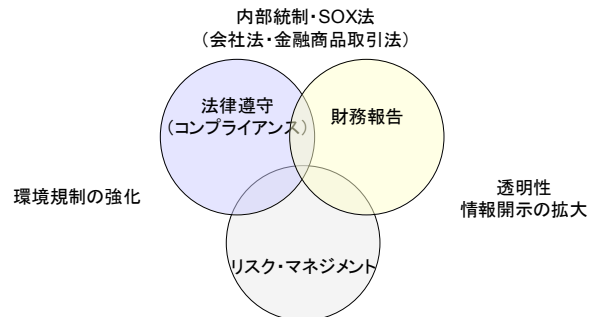 内部統制・SOX法
（会社法・金融商品取引法）
法律遵守
（コンプライアンス）
財務報告
環境規制の強化
透明性
情報開示の拡大
リスク・マネジメント